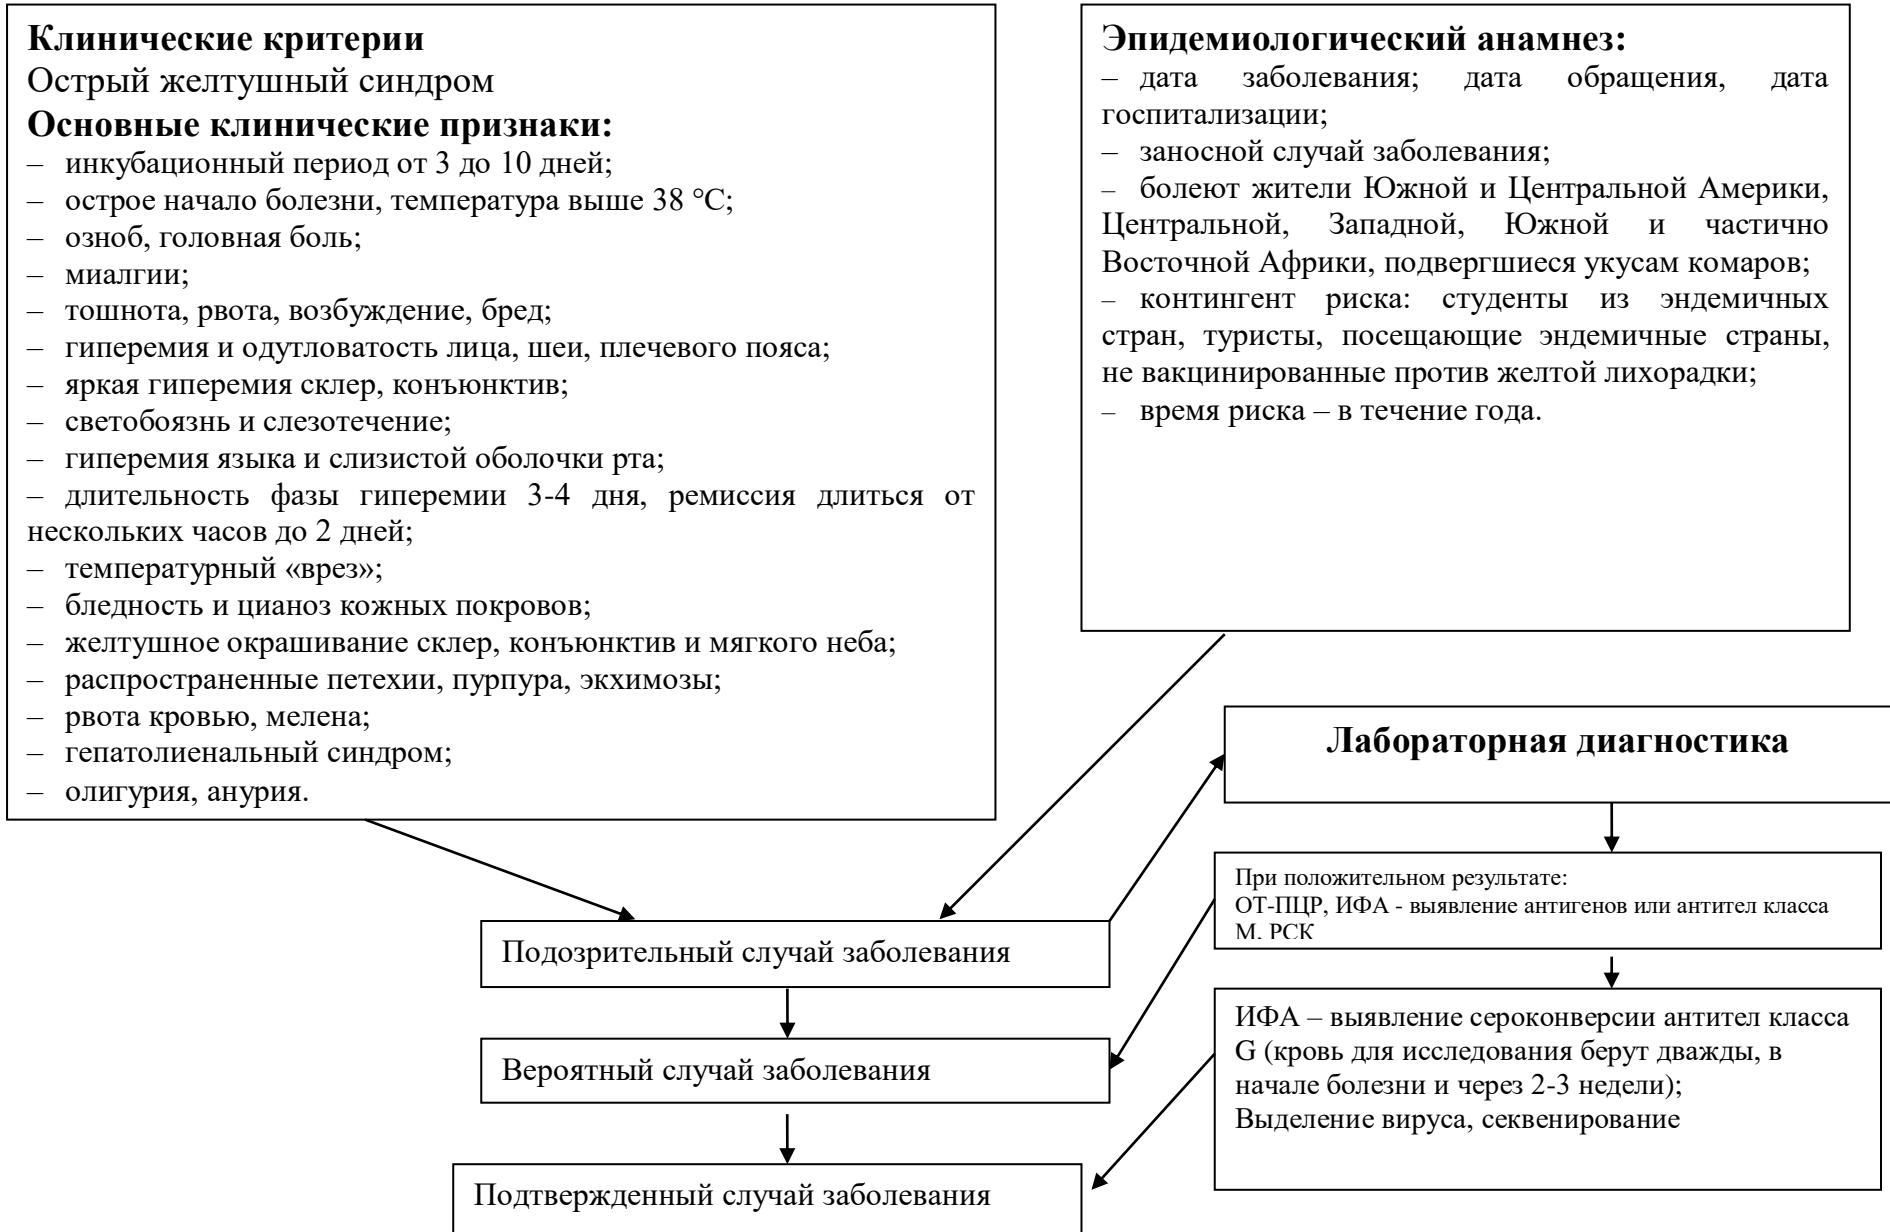 Клинические критерии
Острый желтушный синдром
Основные клинические признаки:
– инкубационный период от 3 до 10 дней;
– острое начало болезни, температура выше 38 °С;
– озноб, головная боль;
– миалгии;
– тошнота, рвота, возбуждение, бред;
– гиперемия и одутловатость лица, шеи, плечевого пояса;
– яркая гиперемия склер, конъюнктив;
– светобоязнь и слезотечение;
– гиперемия языка и слизистой оболочки рта;
– длительность фазы гиперемии 3-4 дня, ремиссия длиться от
нескольких часов до 2 дней;
– температурный «врез»;
– бледность и цианоз кожных покровов;
– желтушное окрашивание склер, конъюнктив и мягкого неба;
– распространенные петехии, пурпура, экхимозы;
– рвота кровью, мелена;
– гепатолиенальный синдром;
– олигурия, анурия.
Эпидемиологический анамнез:
– дата заболевания; дата обращения, дата
госпитализации;
– заносной случай заболевания;
– болеют жители Южной и Центральной Америки,
Центральной, Западной, Южной и частично
Восточной Африки, подвергшиеся укусам комаров;
– контингент риска: студенты из эндемичных
стран, туристы, посещающие эндемичные страны,
не вакцинированные против желтой лихорадки;
– время риска – в течение года.
Лабораторная диагностика
При положительном результате:
ОТ-ПЦР, ИФА - выявление антигенов или антител класса
М, РСК
Подозрительный случай заболевания
ИФА – выявление сероконверсии антител класса
G (кровь для исследования берут дважды, в
начале болезни и через 2-3 недели);
Выделение вируса, секвенирование
Вероятный случай заболевания
Подтвержденный случай заболевания